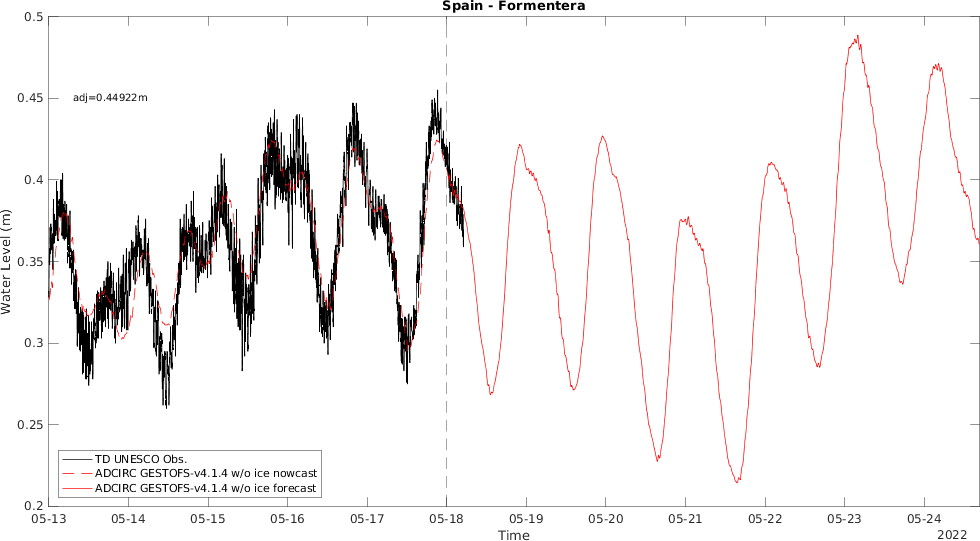 Spain - Formentera
0.5
0.45
0.4
0.35
0.3
0.25
0.2
Water Level (m)
adj=0.44922m
TD UNESCO Obs.
ADCIRC GESTOFS-v4.1.4 w/o ice nowcast
ADCIRC GESTOFS-v4.1.4 w/o ice forecast
05-13 05-14 05-15 05-16 05-17 05-18 05-19 05-20 05-21 05-22 05-23 05-24
Time
2022